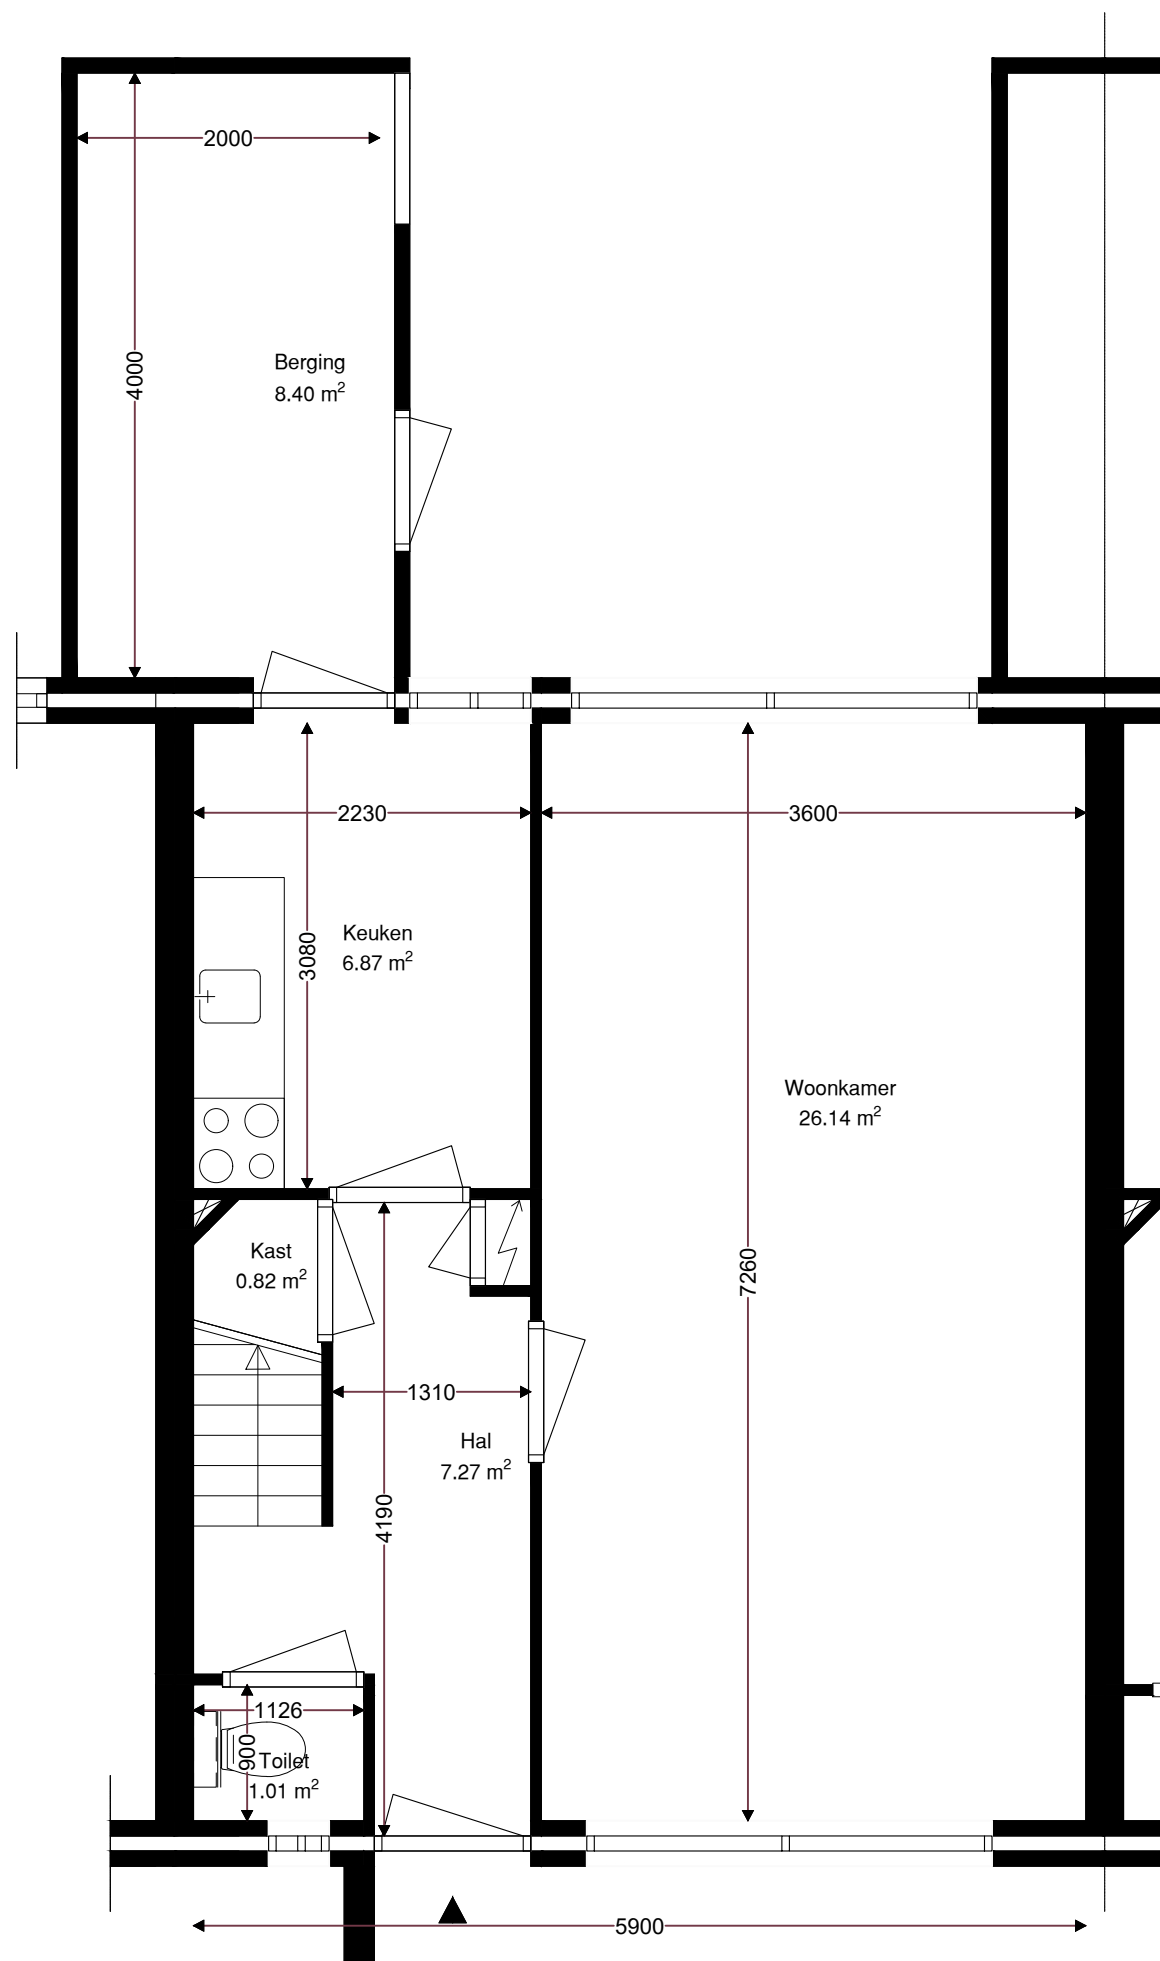 2000
4000
Berging
8.40 m²
2230
3600
3080
Keuken
6.87 m²
Woonkamer
26.14 m²
Kast
0.82 m²
7260
1310
Hal
7.27 m²
4190
1126
900
Toilet
1.01 m²
5900